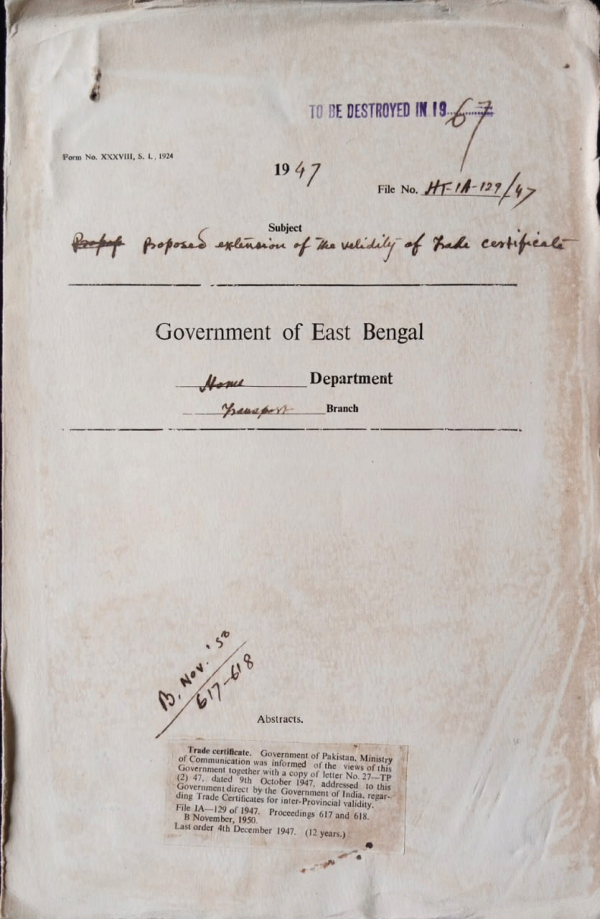 TO BE DESTROYED IN 1967
Form No. XXXVIII, S. I., 1924
1947
File No. HF-1A-129/47
Subject
Proposed extension of the validity of Trade certificate
Government of East Bengal
Home Department
Transport Branch
B. Nov. '50
617-618
Abstracts.
Trade certificate. Government of Pakistan, Ministry
of Communication was informed of the views of this
Government together with a copy of letter No. 27—TP
(2) 47, dated 9th October 1947, addressed to this
Government direct by the Government of India, regar-
ding Trade Certificates for inter-Provincial validity.
File 1A—129 of 1947. Proceedings 617 and 618.
B November, 1950.
Last order 4th December 1947. (12 years.)